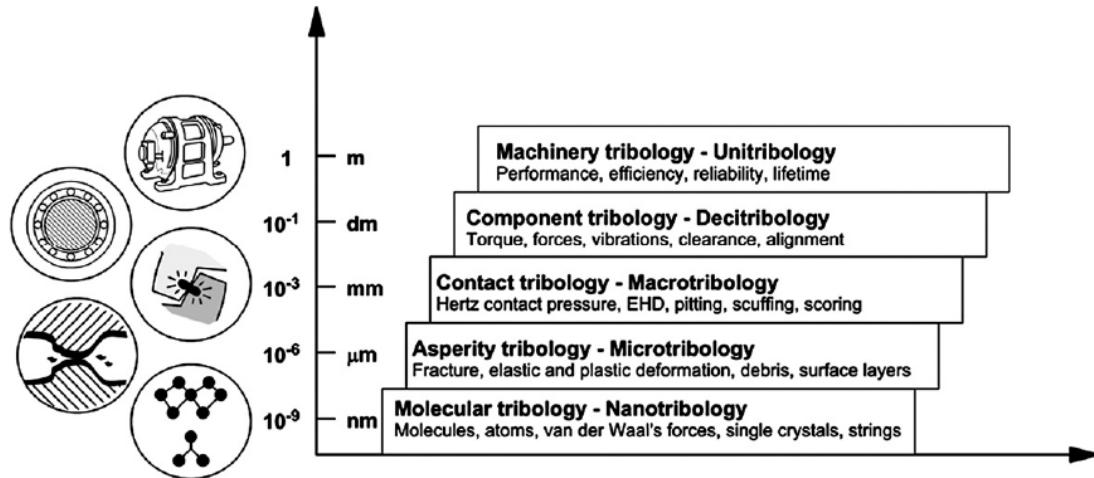 1 m
Machinery tribology - Unitribology
Performance, efficiency, reliability, lifetime
10⁻¹ dm
Component tribology - Decitribology
Torque, forces, vibrations, clearance, alignment
10⁻³ mm
Contact tribology - Macrotribology
Hertz contact pressure, EHD, pitting, scuffing, scoring
10⁻⁶ μm
Asperity tribology - Microtribology
Fracture, elastic and plastic deformation, debris, surface layers
10⁻⁹ nm
Molecular tribology - Nanotribology
Molecules, atoms, van der Waal's forces, single crystals, strings